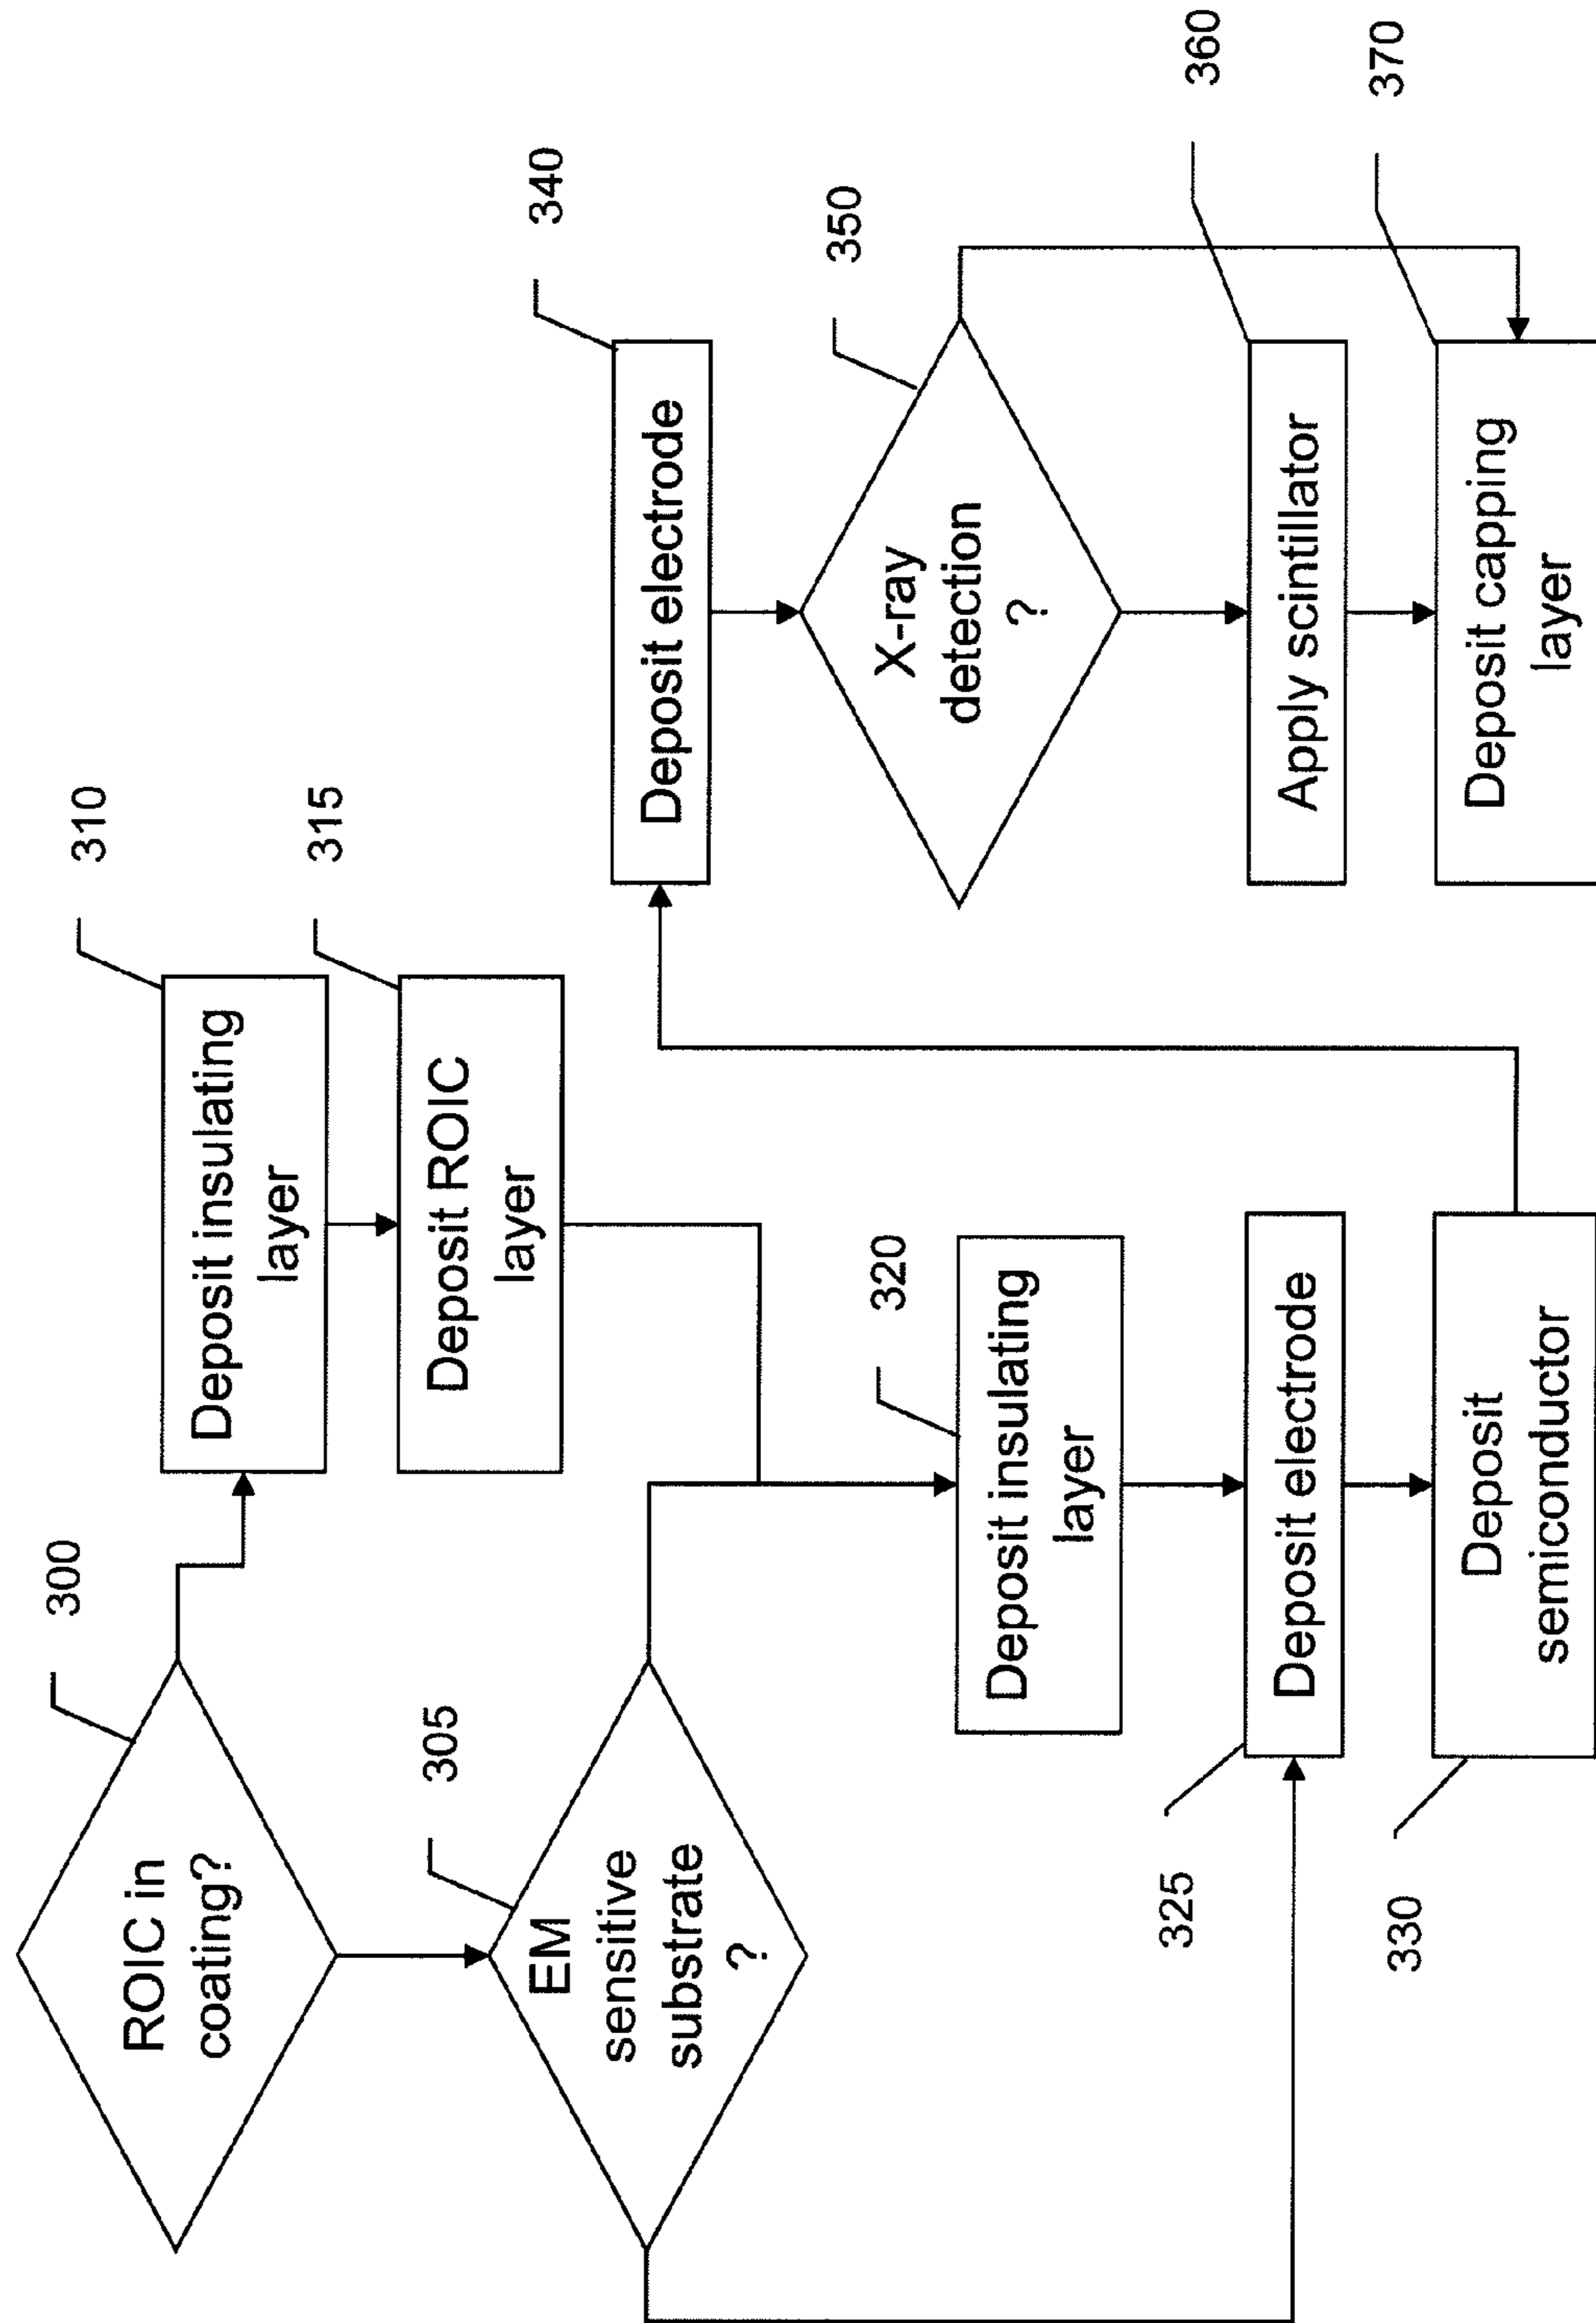 300
ROIC in
coating?
310
Deposit insulating
layer
315
Deposit ROIC
layer
305
EM
sensitive
substrate
?
320
Deposit insulating
layer
325
Deposit electrode
330
Deposit
semiconductor
340
Deposit electrode
350
X-ray
detection
?
360
Apply scintillator
370
Deposit capping
layer